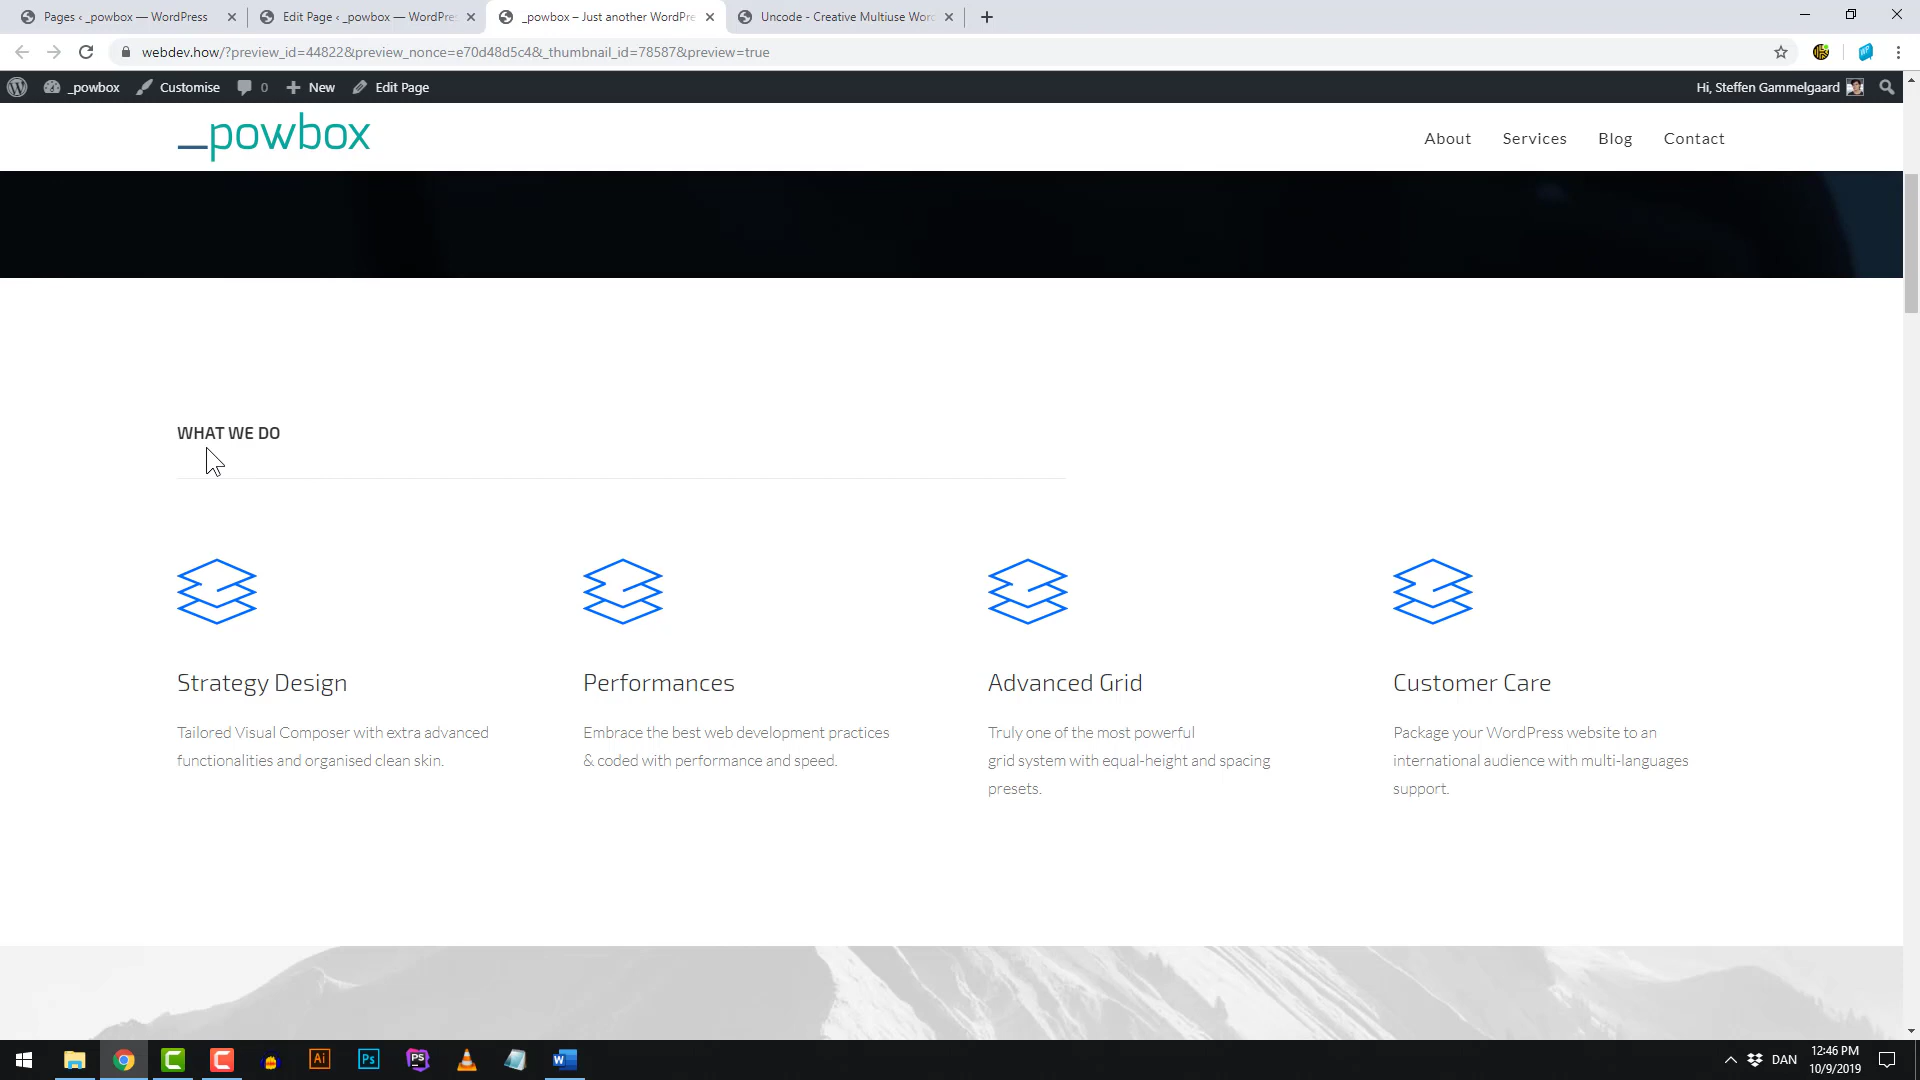 Pages ‹ _powbox — WordPress
Edit Page ‹ _powbox — WordPres
_powbox – Just another WordPre
Uncode - Creative Multiuse Wor
webdev.how/?preview_id=44822&preview_nonce=e70d48d5c4&_thumbnail_id=78587&preview=true
_powbox
Customise
0
New
Edit Page
Hi, Steffen Gammelgaard
_powbox
About
Services
Blog
Contact
WHAT WE DO
Strategy Design
Tailored Visual Composer with extra advanced
functionalities and organised clean skin.
Performances
Embrace the best web development practices
& coded with performance and speed.
Advanced Grid
Truly one of the most powerful
grid system with equal-height and spacing
presets.
Customer Care
Package your WordPress website to an
international audience with multi-languages
support.
Ai
Ps
PS
W
DAN
12:46 PM
10/9/2019